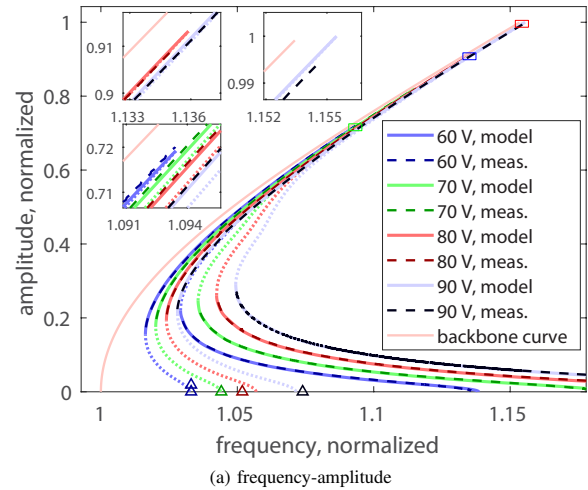 0.91
0.9
1.133
1.136
1
0.99
1.152
1.155
0.72
0.71
1.091
1.094
1
0.8
0.6
0.4
0.2
0
amplitude, normalized
60 V, model
60 V, meas.
70 V, model
70 V, meas.
80 V, model
80 V, meas.
90 V, model
90 V, meas.
backbone curve
1
1.05
1.1
1.15
frequency, normalized
(a) frequency-amplitude